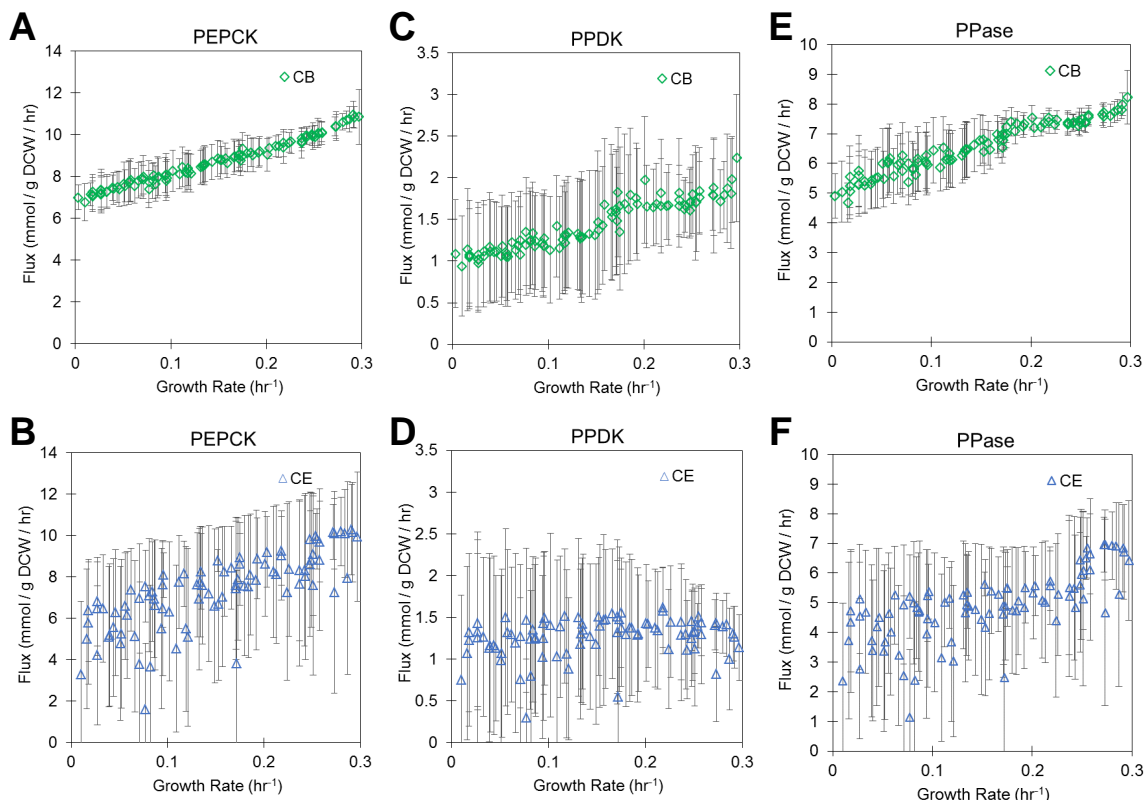 A
PEPCK
Flux (mmol / g DCW / hr)
14
12
10
8
6
4
2
0
CB
0
0.1
0.2
0.3
Growth Rate (hr-1)
C
PPDK
Flux (mmol / g DCW / hr)
3.5
3
2.5
2
1.5
1
0.5
0
CB
0
0.1
0.2
0.3
Growth Rate (hr-1)
E
PPase
Flux (mmol / g DCW / hr)
10
9
8
7
6
5
4
3
2
1
0
CB
0
0.1
0.2
0.3
Growth Rate (hr-1)
B
PEPCK
Flux (mmol / g DCW / hr)
14
12
10
8
6
4
2
0
CE
0
0.1
0.2
0.3
Growth Rate (hr-1)
D
PPDK
Flux (mmol / g DCW / hr)
3.5
3
2.5
2
1.5
1
0.5
0
CE
0
0.1
0.2
0.3
Growth Rate (hr-1)
F
PPase
Flux (mmol / g DCW / hr)
10
9
8
7
6
5
4
3
2
1
0
CE
0
0.1
0.2
0.3
Growth Rate (hr-1)